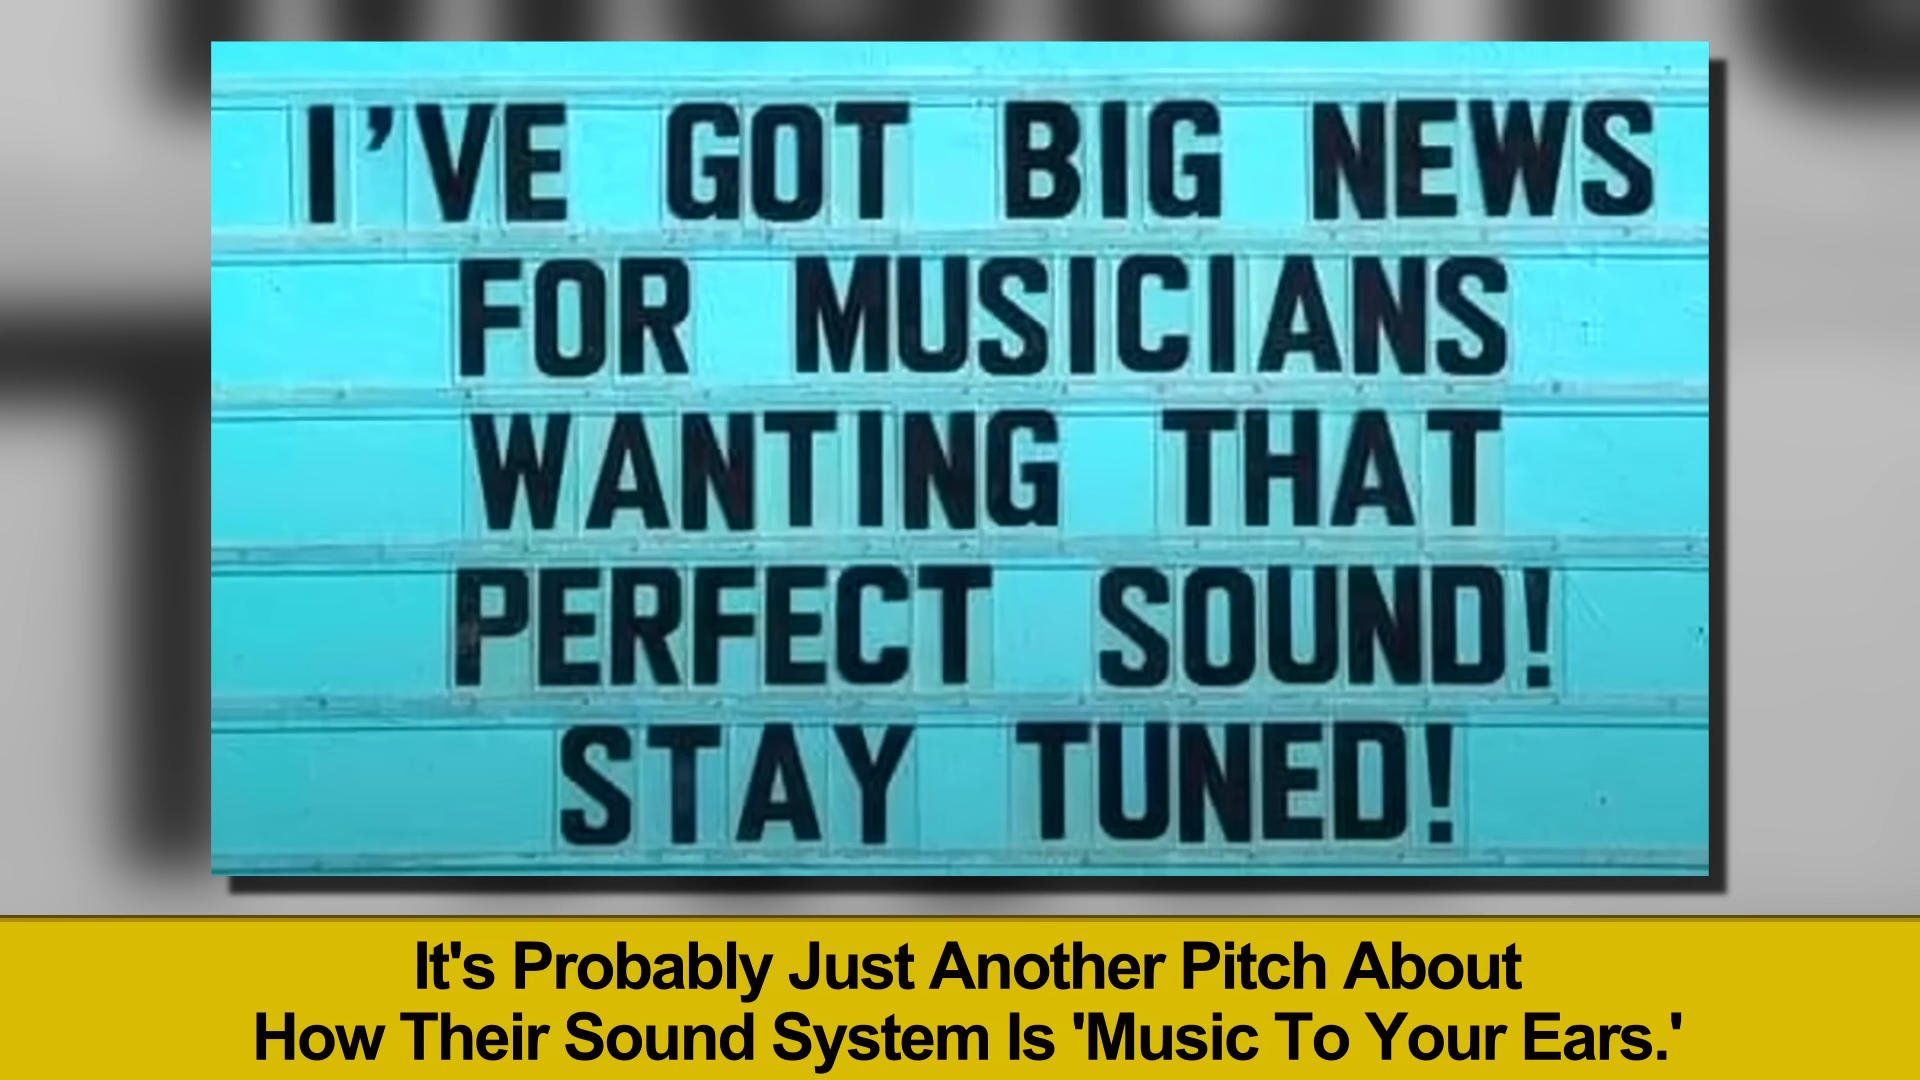 I'VE GOT BIG NEWS
FOR MUSICIANS
WANTING THAT
PERFECT SOUND!
STAY TUNED!
It's Probably Just Another Pitch About
How Their Sound System Is 'Music To Your Ears.'